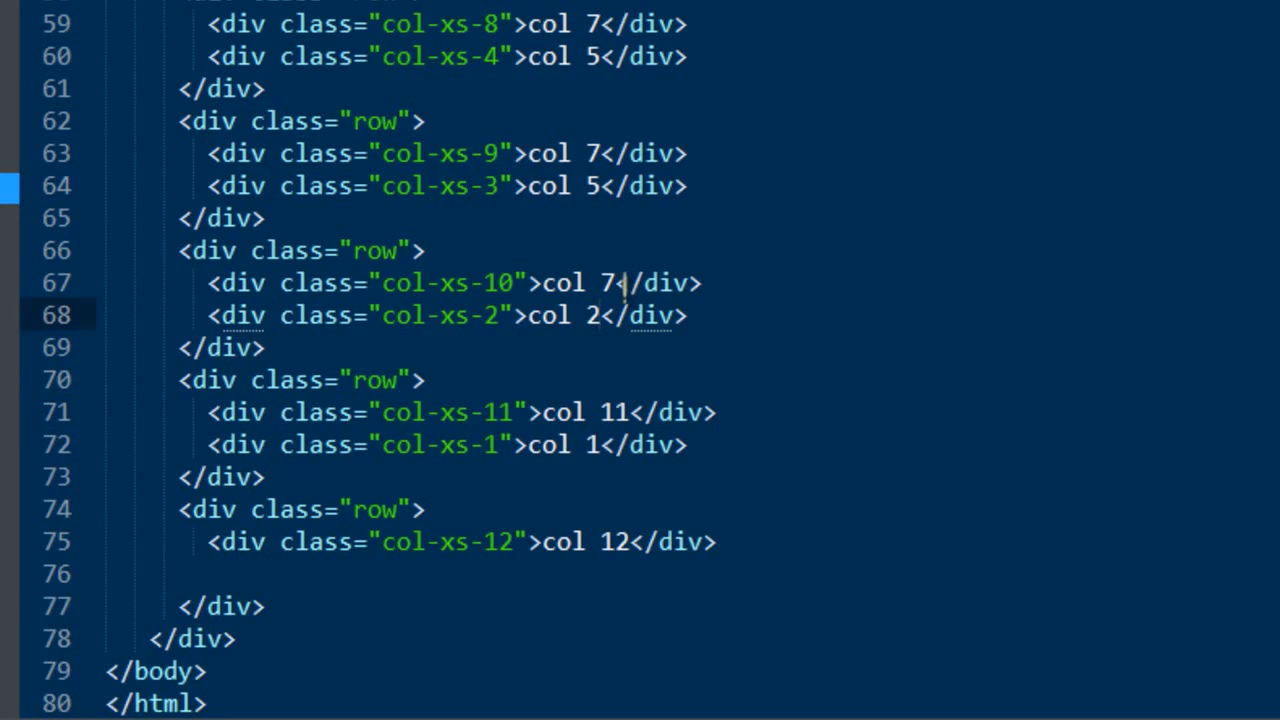 59 <div class="col-xs-8">col 7</div>
60 <div class="col-xs-4">col 5</div>
61 </div>
62 <div class="row">
63 <div class="col-xs-9">col 7</div>
64 <div class="col-xs-3">col 5</div>
65 </div>
66 <div class="row">
67 <div class="col-xs-10">col 7</div>
68 <div class="col-xs-2">col 2</div>
69 </div>
70 <div class="row">
71 <div class="col-xs-11">col 11</div>
72 <div class="col-xs-1">col 1</div>
73 </div>
74 <div class="row">
75 <div class="col-xs-12">col 12</div>
76
77 </div>
78 </div>
79 </body>
80 </html>